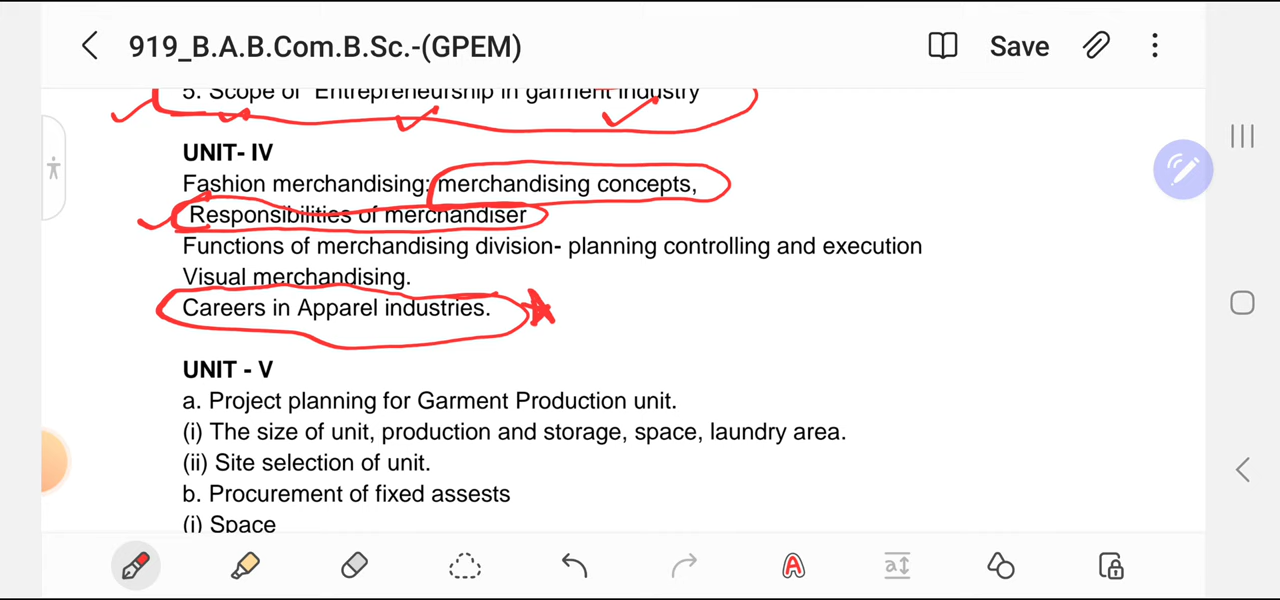 919_B.A.B.Com.B.Sc.-(GPEM)
Save
5. Scope of Entrepreneurship in garment industry
UNIT- IV
Fashion merchandising: merchandising concepts,
Responsibilities of merchandiser
Functions of merchandising division- planning controlling and execution
Visual merchandising.
Careers in Apparel industries.
UNIT - V
a. Project planning for Garment Production unit.
(i) The size of unit, production and storage, space, laundry area.
(ii) Site selection of unit.
b. Procurement of fixed assests
(i) Space